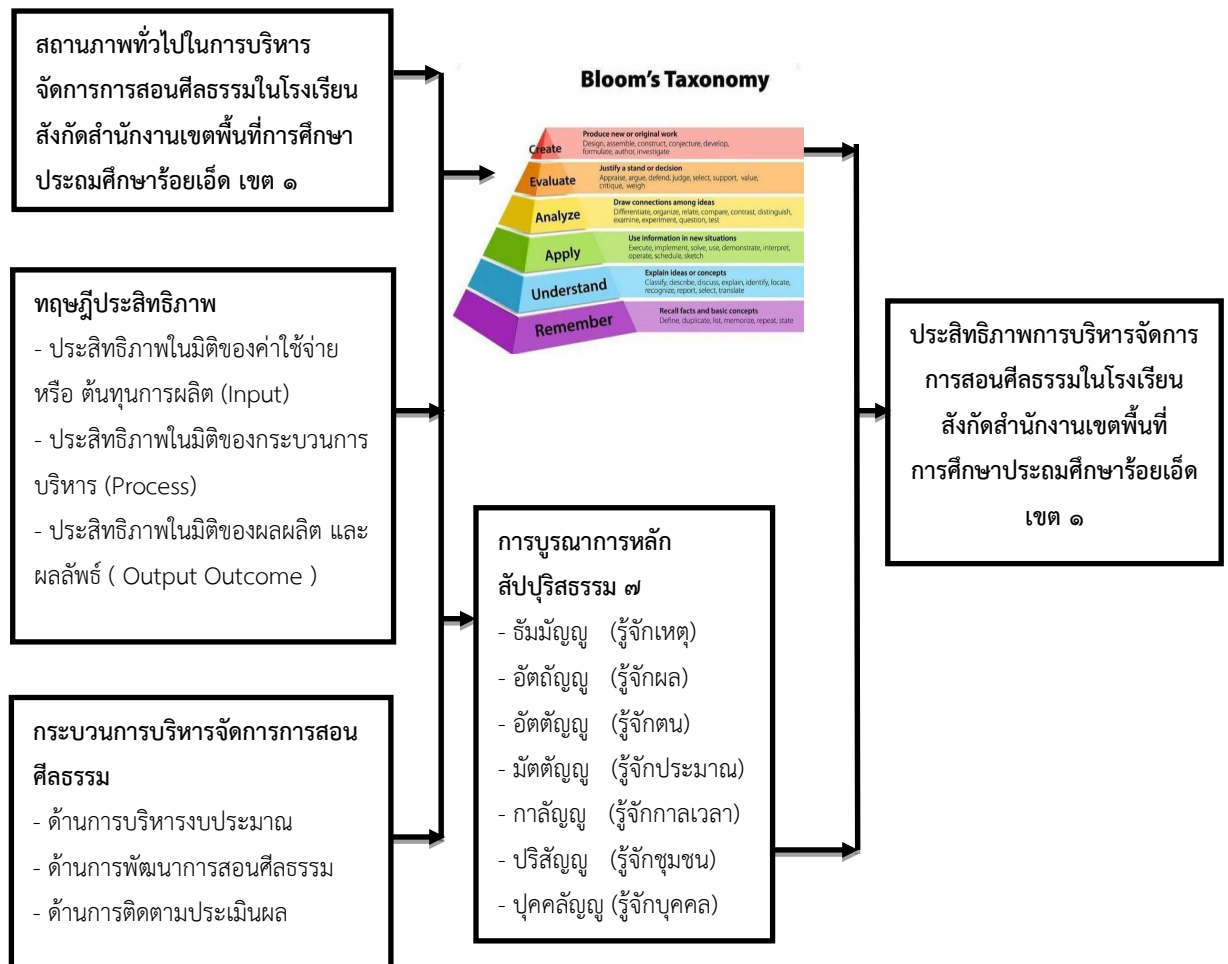 สถานภาพทั่วไปในการบริหาร
จัดการการสอนศีลธรรมในโรงเรียน
สังกัดสำนักงานเขตพื้นที่การศึกษา
ประถมศึกษาร้อยเอ็ด เขต ๑
ทฤษฎีประสิทธิภาพ
- ประสิทธิภาพในมิติของค่าใช้จ่าย
หรือ ต้นทุนการผลิต (Input)
- ประสิทธิภาพในมิติของกระบวนการ
บริหาร (Process)
- ประสิทธิภาพในมิติของผลผลิต และ
ผลลัพธ์ ( Output Outcome )
กระบวนการบริหารจัดการการสอน
ศีลธรรม
- ด้านการบริหารงบประมาณ
- ด้านการพัฒนาการสอนศีลธรรม
- ด้านการติดตามประเมินผล
Bloom's Taxonomy
Create
Produce new or original work
Design, assemble, construct, conjecture, develop,
formulate, author, investigate
Evaluate
Justify a stand or decision
Appraise, argue, defend, judge, select, support, value,
critique, weigh
Analyze
Draw connections among ideas
Differentiate, organize, relate, compare, contrast, distinguish,
examine, experiment, question, test
Apply
Use information in new situations
Execute, implement, solve, use, demonstrate, interpret,
operate, schedule, sketch
Understand
Explain ideas or concepts
Classify, describe, discuss, explain, identify, locate,
recognize, report, select, translate
Remember
Recall facts and basic concepts
Define, duplicate, list, memorize, repeat, state
การบูรณาการหลัก
สัปปุริสธรรม ๗
- ธัมมัญญู (รู้จักเหตุ)
- อัตถัญญู (รู้จักผล)
- อัตตัญญู (รู้จักตน)
- มัตตัญญู (รู้จักประมาณ)
- กาลัญญู (รู้จักกาลเวลา)
- ปริสัญญู (รู้จักชุมชน)
- ปุคคลัญญู (รู้จักบุคคล)
ประสิทธิภาพการบริหารจัดการ
การสอนศีลธรรมในโรงเรียน
สังกัดสำนักงานเขตพื้นที่
การศึกษาประถมศึกษาร้อยเอ็ด
เขต ๑